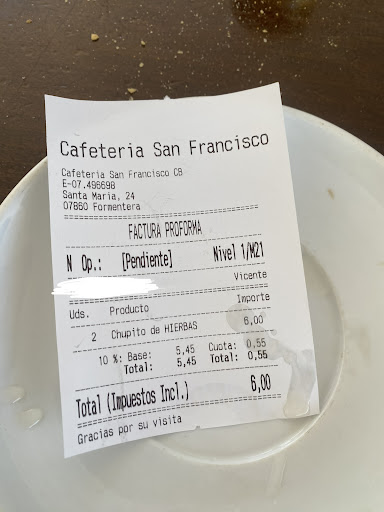 Cafeteria San Francisco
Cafeteria San Francisco CB
E-07.496698
Santa Maria, 24
07860 Formentera
==============================
FACTURA PROFORMA
N Op.: [Pendiente] Nivel 1/M21
Vicente
Uds. Producto Importe
2 Chupito de HIERBAS 6,00
10 %: Base: 5,45 Cuota: 0,55
Total: 5,45 Total: 0,55
==============================
Total (Impuestos Incl.) 6,00
==============================
Gracias por su visita